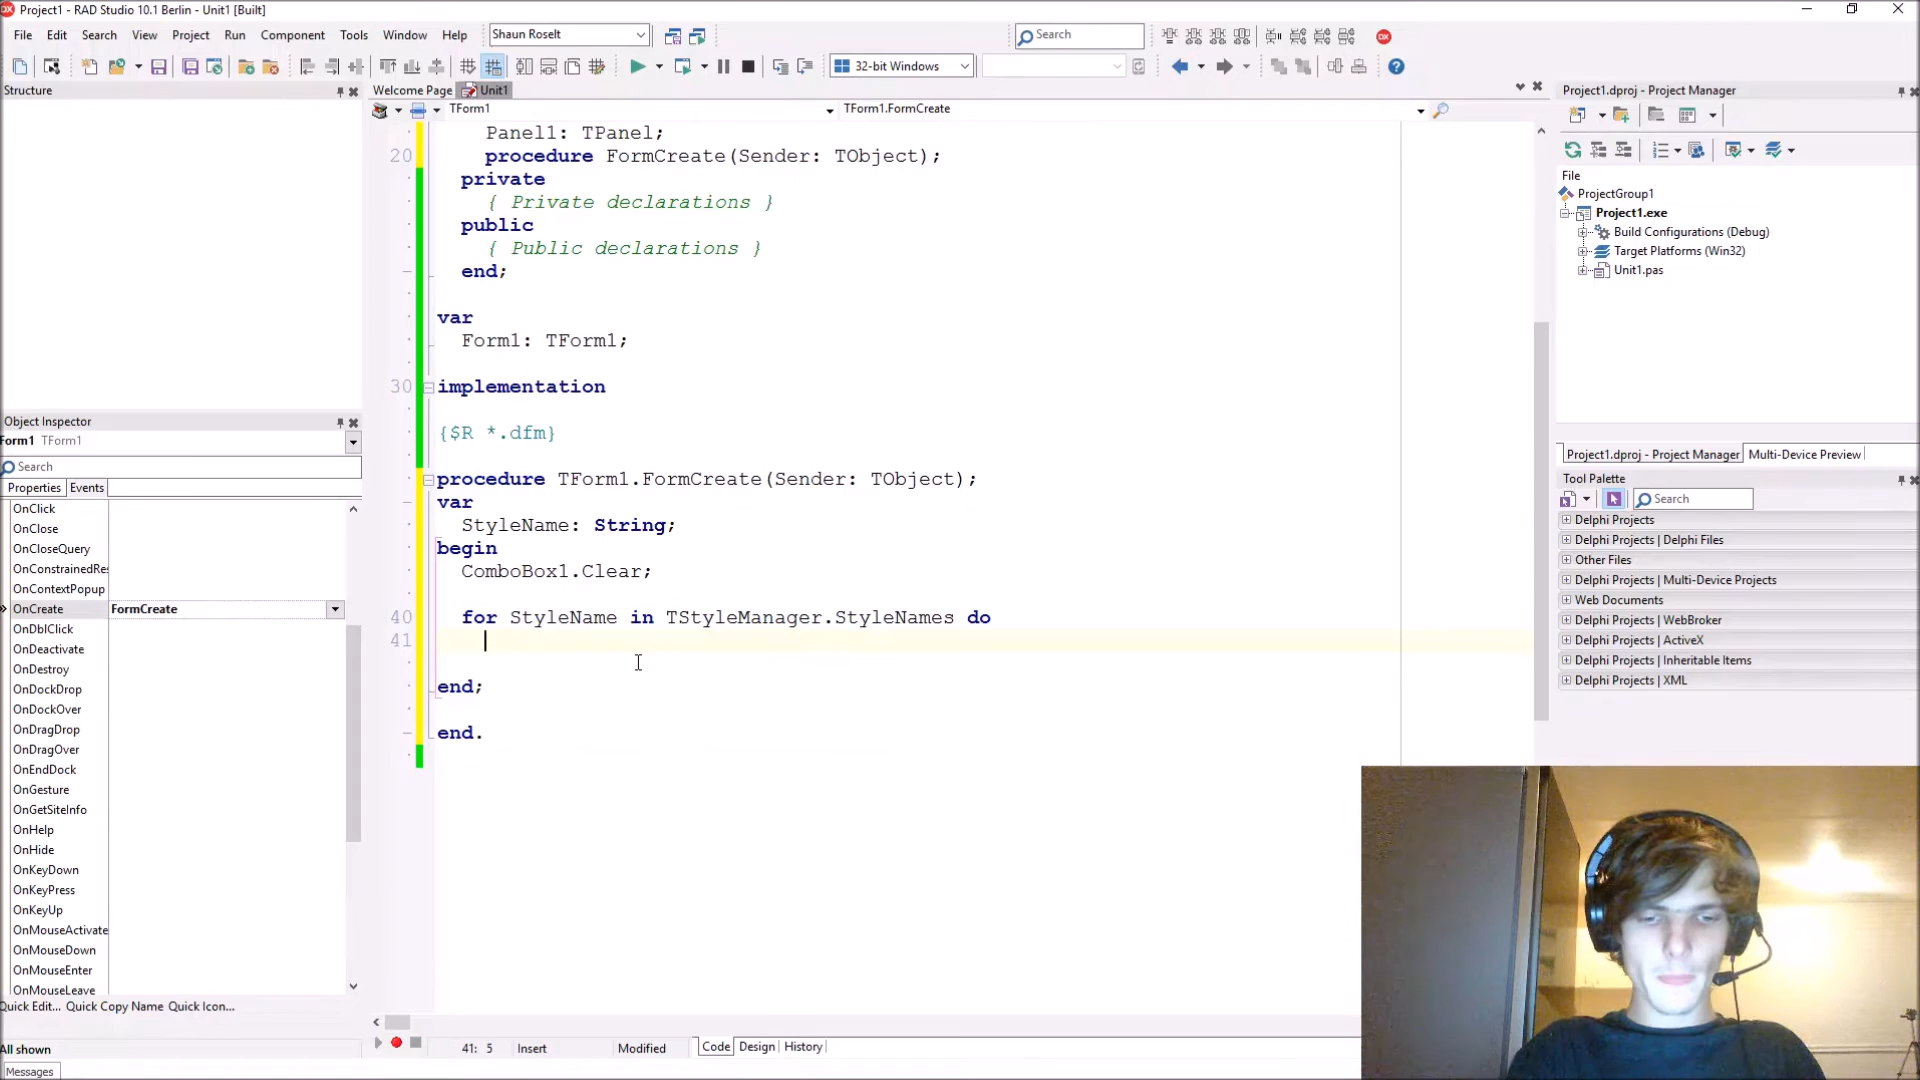 Project1 - RAD Studio 10.1 Berlin - Unit1 [Built]
File Edit Search View Project Run Component Tools Window Help Shaun Roselt Search
32-bit Windows
Structure
Welcome Page Unit1
Project1.dproj - Project Manager
TForm1 TForm1.FormCreate
Panel1: TPanel;
20 procedure FormCreate(Sender: TObject);
private
{ Private declarations }
public
{ Public declarations }
end;
var
Form1: TForm1;
30 implementation
{$R *.dfm}
procedure TForm1.FormCreate(Sender: TObject);
var
StyleName: String;
begin
ComboBox1.Clear;
40 for StyleName in TStyleManager.StyleNames do
41
end;
end.
File
ProjectGroup1
Project1.exe
Build Configurations (Debug)
Target Platforms (Win32)
Unit1.pas
Project1.dproj - Project Manager Multi-Device Preview
Tool Palette
Search
Delphi Projects
Delphi Projects | Delphi Files
Other Files
Delphi Projects | Multi-Device Projects
Web Documents
Delphi Projects | WebBroker
Delphi Projects | ActiveX
Delphi Projects | Inheritable Items
Delphi Projects | XML
Object Inspector
Form1 TForm1
Search
Properties Events
OnClick
OnClose
OnCloseQuery
OnConstrainedRes
OnContextPopup
OnCreate FormCreate
OnDblClick
OnDeactivate
OnDestroy
OnDockDrop
OnDockOver
OnDragDrop
OnDragOver
OnEndDock
OnGesture
OnGetSiteInfo
OnHelp
OnHide
OnKeyDown
OnKeyPress
OnKeyUp
OnMouseActivate
OnMouseDown
OnMouseEnter
OnMouseLeave
Quick Edit... Quick Copy Name Quick Icon...
All shown
41: 5 Insert Modified Code Design History
Messages